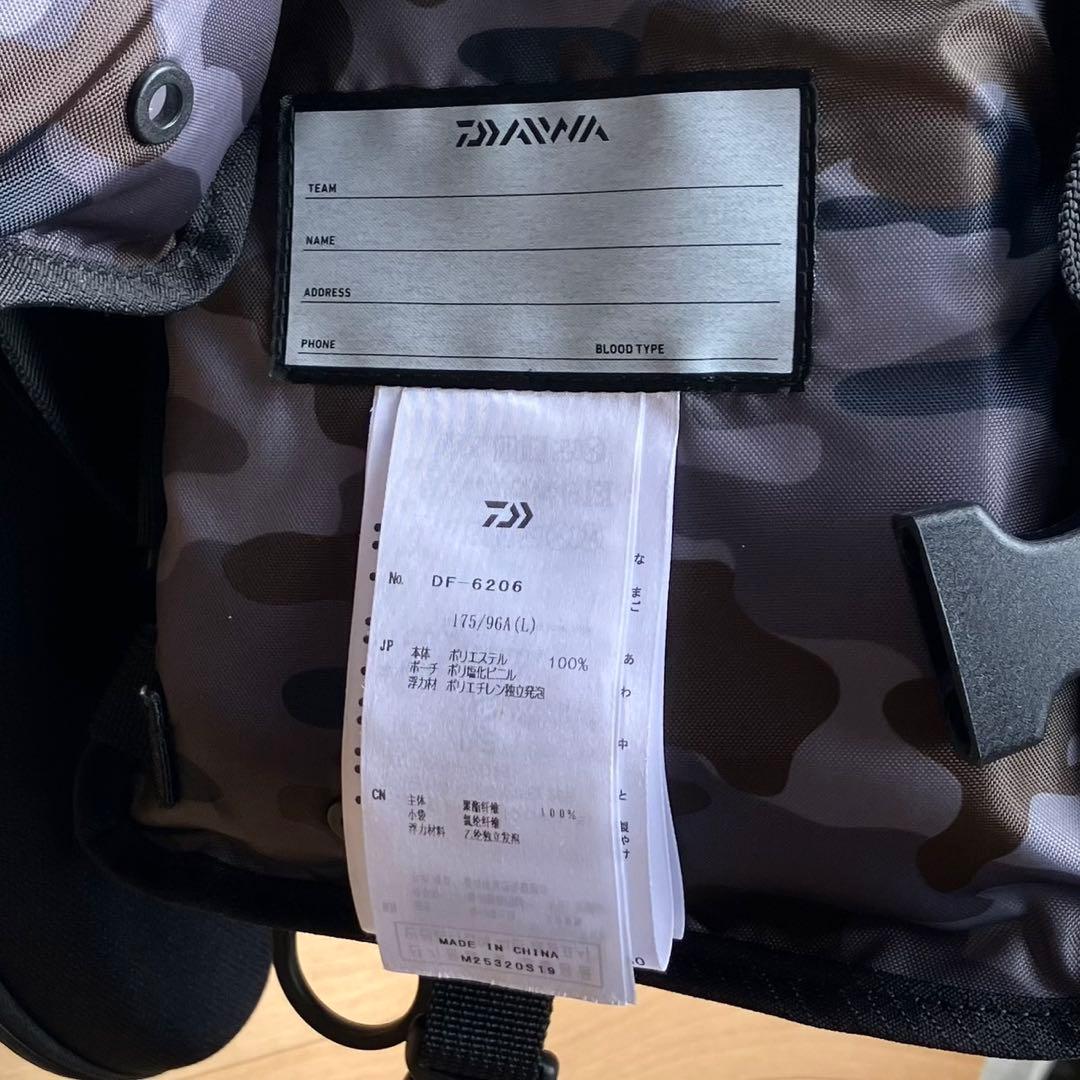 DAIWA
TEAM
NAME
ADDRESS
PHONE BLOOD TYPE
No. DF-6206
175/96A(L)
JP 本体 ポリエステル 100%
ポーチ ポリ塩化ビニル
浮力材 ポリエチレン独立発泡
CN 主体 聚酯纤维 100%
小袋 氯纶纤维
浮力材料 乙纶独立发泡
MADE IN CHINA
M25320S19